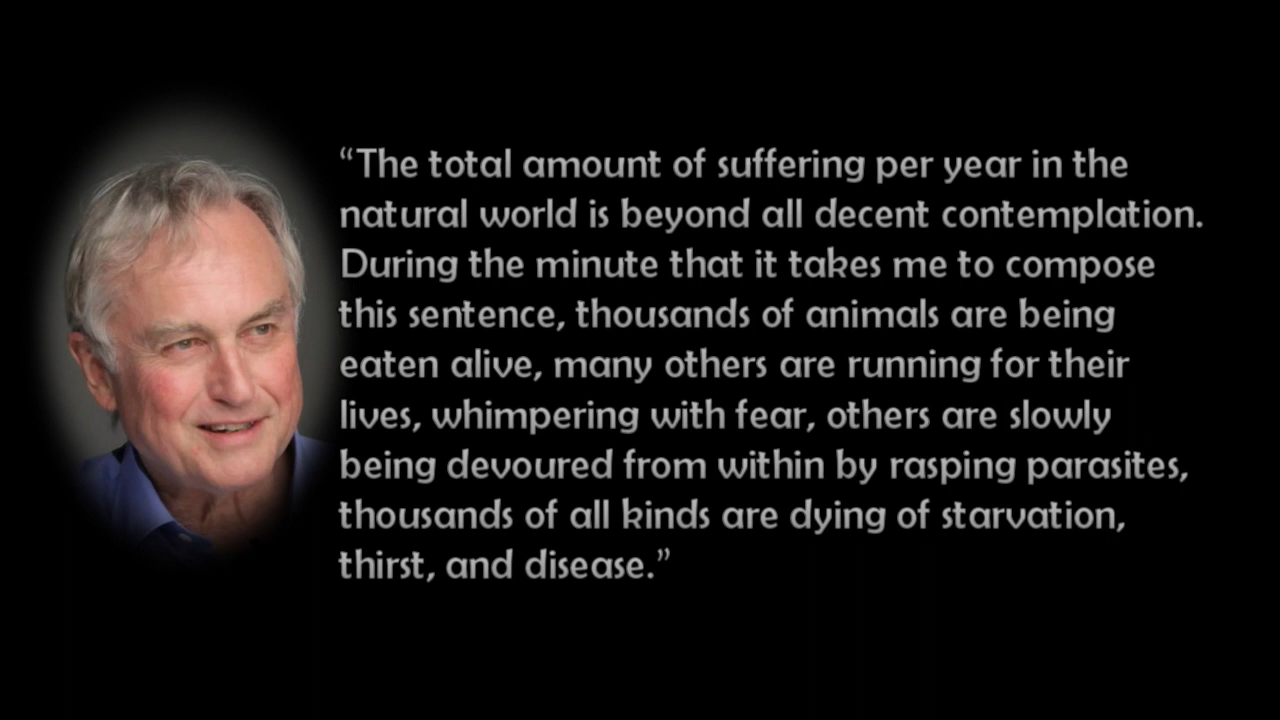 “The total amount of suffering per year in the
natural world is beyond all decent contemplation.
During the minute that it takes me to compose
this sentence, thousands of animals are being
eaten alive, many others are running for their
lives, whimpering with fear, others are slowly
being devoured from within by rasping parasites,
thousands of all kinds are dying of starvation,
thirst, and disease.”